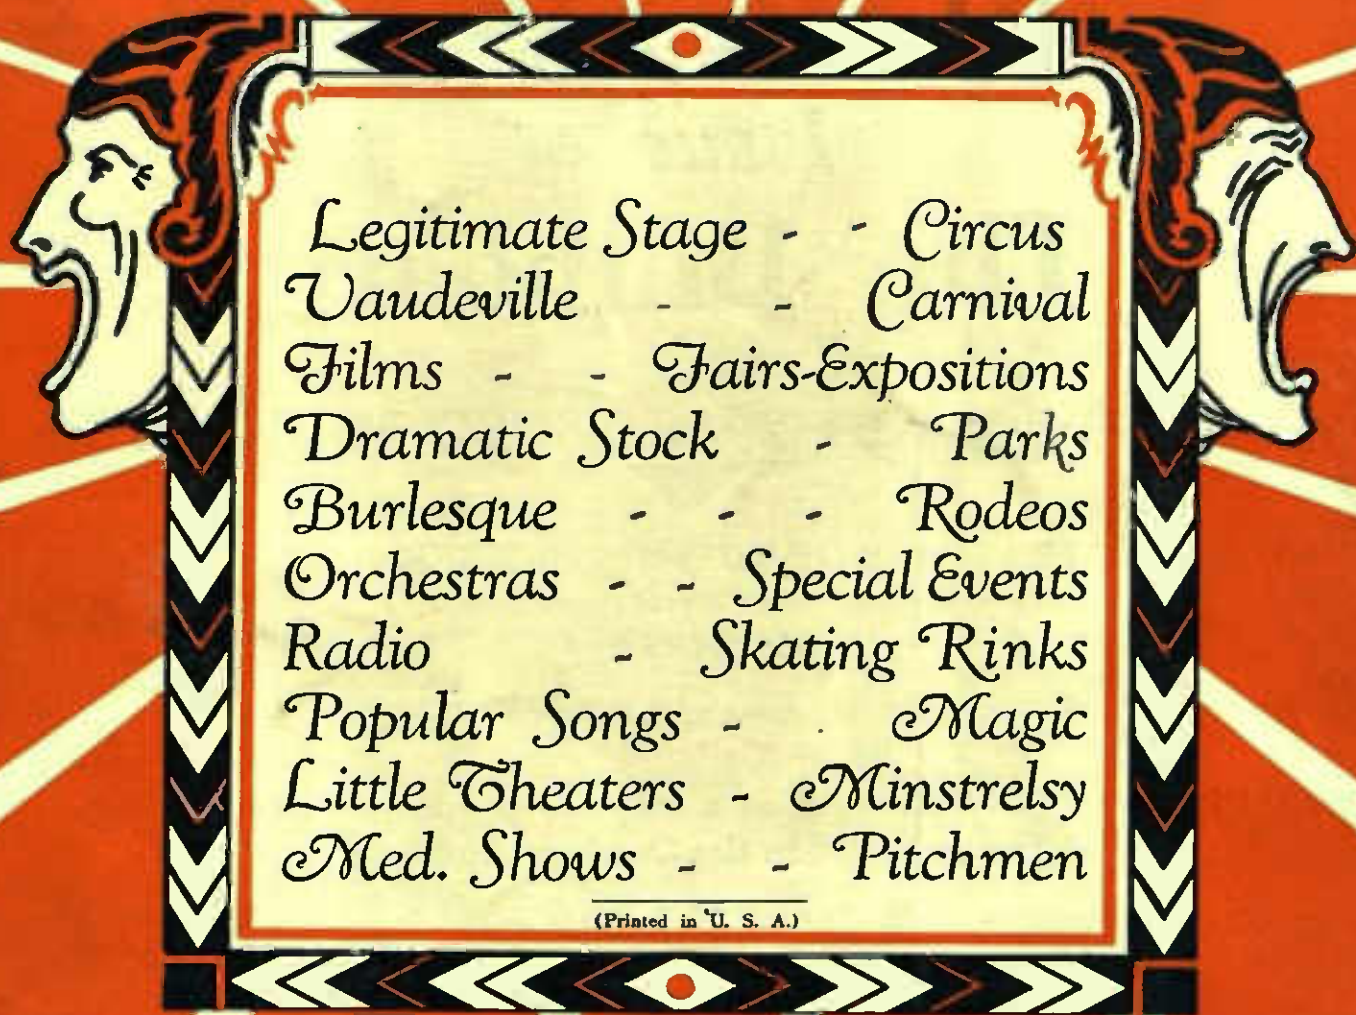 Legitimate Stage - - Circus
Vaudeville - - Carnival
Films - - Fairs-Expositions
Dramatic Stock - Parks
Burlesque - - - Rodeos
Orchestras - - Special Events
Radio - Skating Rinks
Popular Songs - . Magic
Little Theaters - Minstrelsy
Med. Shows - - Pitchmen
(Printed in U. S. A.)